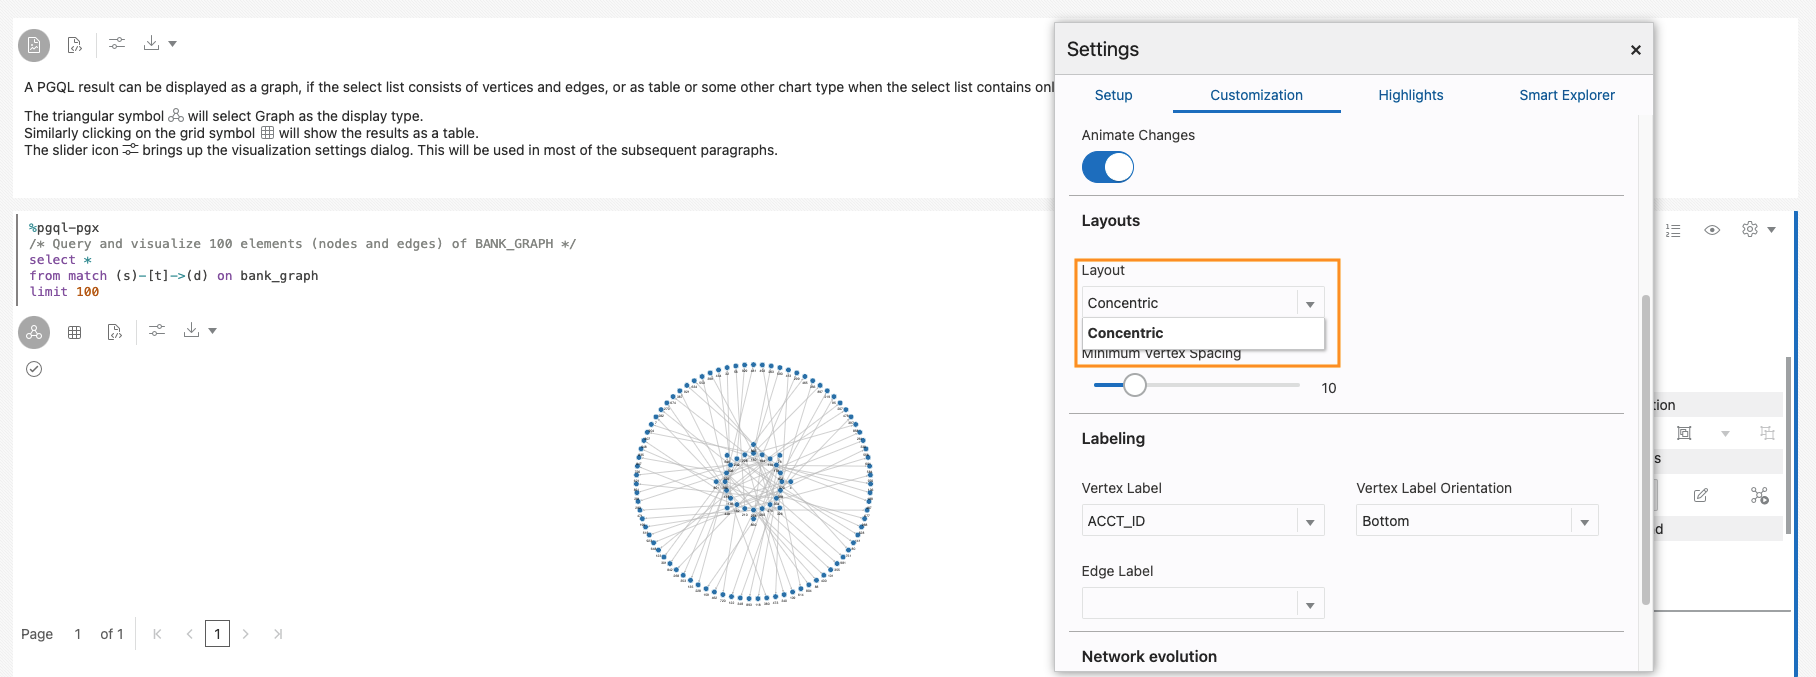 A PGQL result can be displayed as a graph, if the select list consists of vertices and edges, or as table or some other chart type when the select list contains onl
The triangular symbol will select Graph as the display type.
Similarly clicking on the grid symbol will show the results as a table.
The slider icon brings up the visualization settings dialog. This will be used in most of the subsequent paragraphs.
%pgql-pgx
/* Query and visualize 100 elements (nodes and edges) of BANK_GRAPH */
select *
from match (s)-[t]->(d) on bank_graph
limit 100
Page 1 of 1 1
Settings
Setup Customization Highlights Smart Explorer
Animate Changes
Layouts
Layout
Concentric
Concentric
Minimum Vertex Spacing
10
Labeling
Vertex Label Vertex Label Orientation
ACCT_ID Bottom
Edge Label
Network evolution
tion
s
d